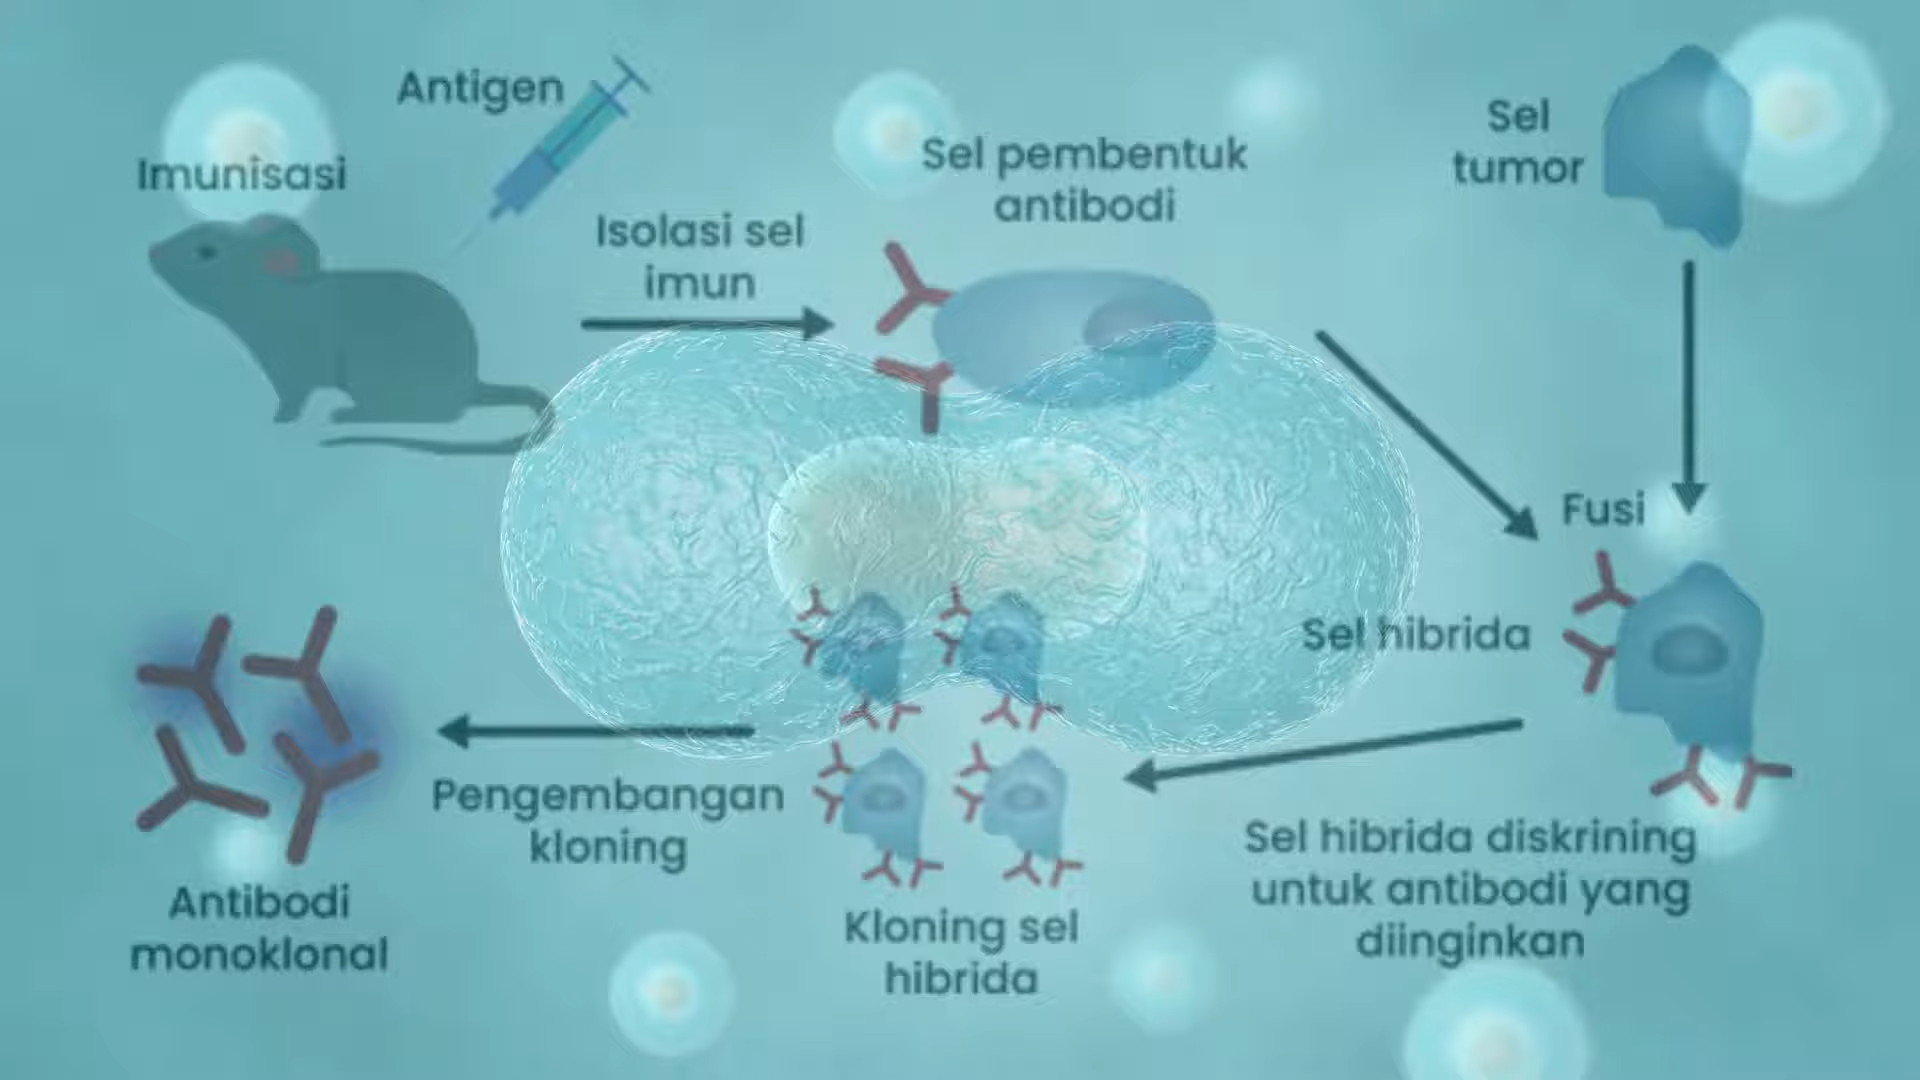 Antigen
Imunisasi
Isolasi sel
imun
Sel pembentuk
antibodi
Sel
tumor
Fusi
Sel hibrida
Sel hibrida diskrining
untuk antibodi yang
diinginkan
Kloning sel
hibrida
Pengembangan
kloning
Antibodi
monoklonal